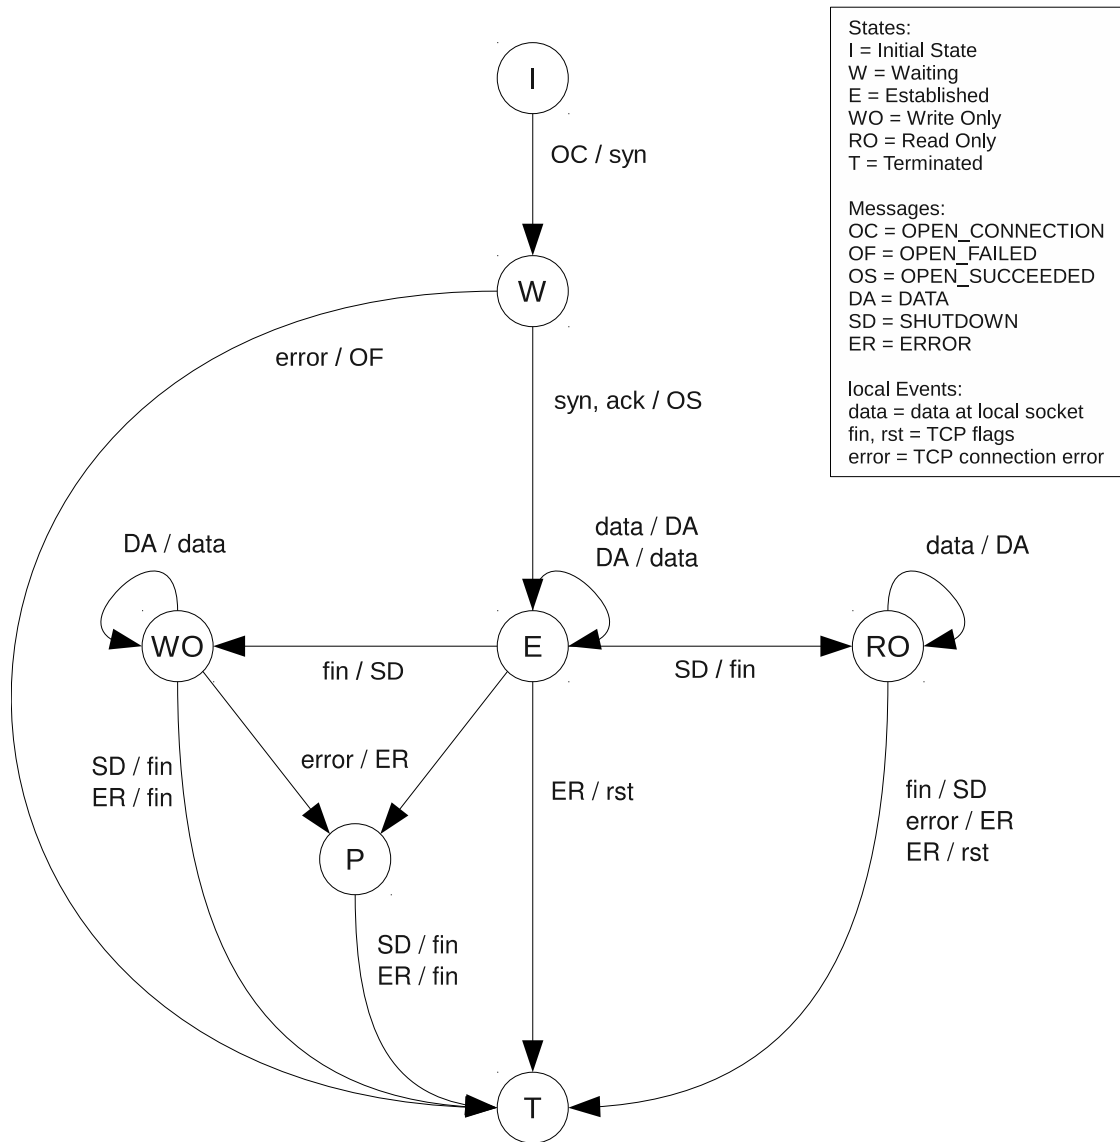 I
OC / syn
W
error / OF
syn, ack / OS
DA / data
data / DA
DA / data
data / DA
WO
E
RO
fin / SD
SD / fin
SD / fin
ER / fin
error / ER
ER / rst
fin / SD
error / ER
ER / rst
P
SD / fin
ER / fin
T
States:
I = Initial State
W = Waiting
E = Established
WO = Write Only
RO = Read Only
T = Terminated
Messages:
OC = OPEN_CONNECTION
OF = OPEN_FAILED
OS = OPEN_SUCCEEDED
DA = DATA
SD = SHUTDOWN
ER = ERROR
local Events:
data = data at local socket
fin, rst = TCP flags
error = TCP connection error